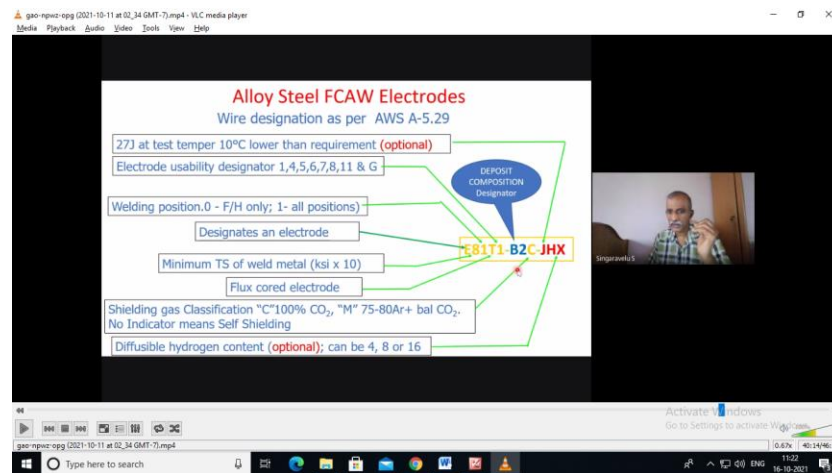 gao-npwz-opg (2021-10-11 at 02_34 GMT-7).mp4 - VLC media player
Media Playback Audio Video Tools View Help
Alloy Steel FCAW Electrodes
Wire designation as per AWS A-5.29
27J at test temper 10°C lower than requirement (optional)
Electrode usability designator 1,4,5,6,7,8,11 & G
DEPOSIT
COMPOSITION
Designator
Welding position.0 - F/H only; 1- all positions)
Designates an electrode
E81T1-B2C-JHX
Minimum TS of weld metal (ksi x 10)
Flux cored electrode
Shielding gas Classification "C"100% CO2, "M" 75-80Ar+ bal CO2.
No Indicator means Self Shielding
Diffusible hydrogen content (optional); can be 4, 8 or 16
Singaravelu S
Activate Windows
Go to Settings to activate
gao-npwz-opg (2021-10-11 at 02_34 GMT-7).mp4
0.67x 40:14/46:
Type here to search
ENG
11:22
16-10-2021